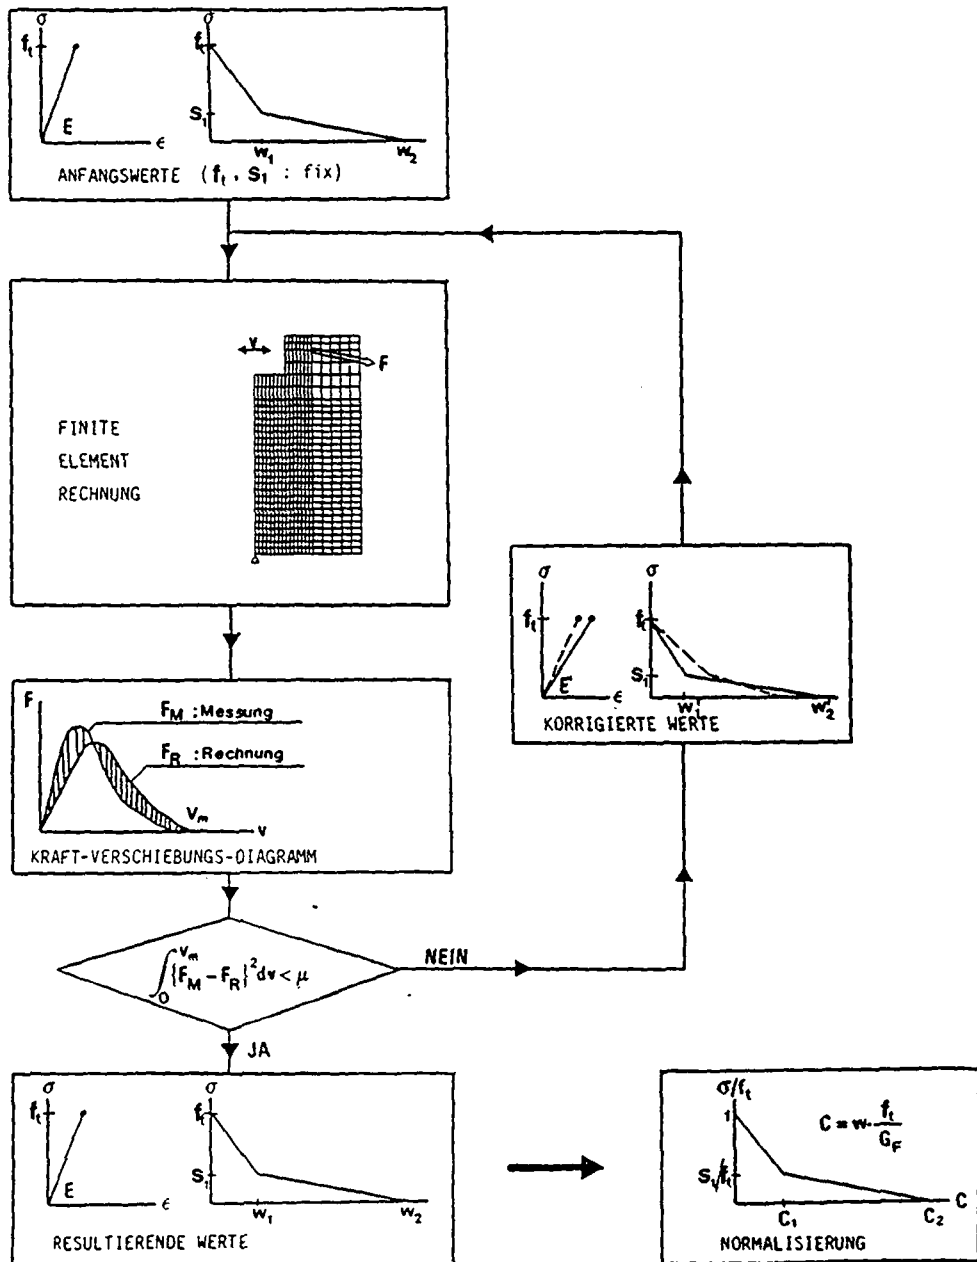 σ
f_t
E
ϵ
σ
f_t
S_1
w_1
w_2
ANFANGSWERTE (f_t, S_1 : fix)
v
F
FINITE
ELEMENT
RECHNUNG
σ
f_t
E'
ϵ
σ
f_t
S_1
w_1'
w_2'
KORRIGIERTE WERTE
F
F_M : Messung
F_R : Rechnung
V_m
v
KRAFT-VERSCHIEBUNGS-DIAGRAMM
∫_0^{v_m} {F_M - F_R}^2 dv < μ
NEIN
JA
σ
f_t
E
ϵ
σ
f_t
S_1
w_1
w_2
RESULTIERENDE WERTE
σ/f_t
1
S_1/f_t
C_1
C_2
C
C = w · f_t / G_F
NORMALISIERUNG